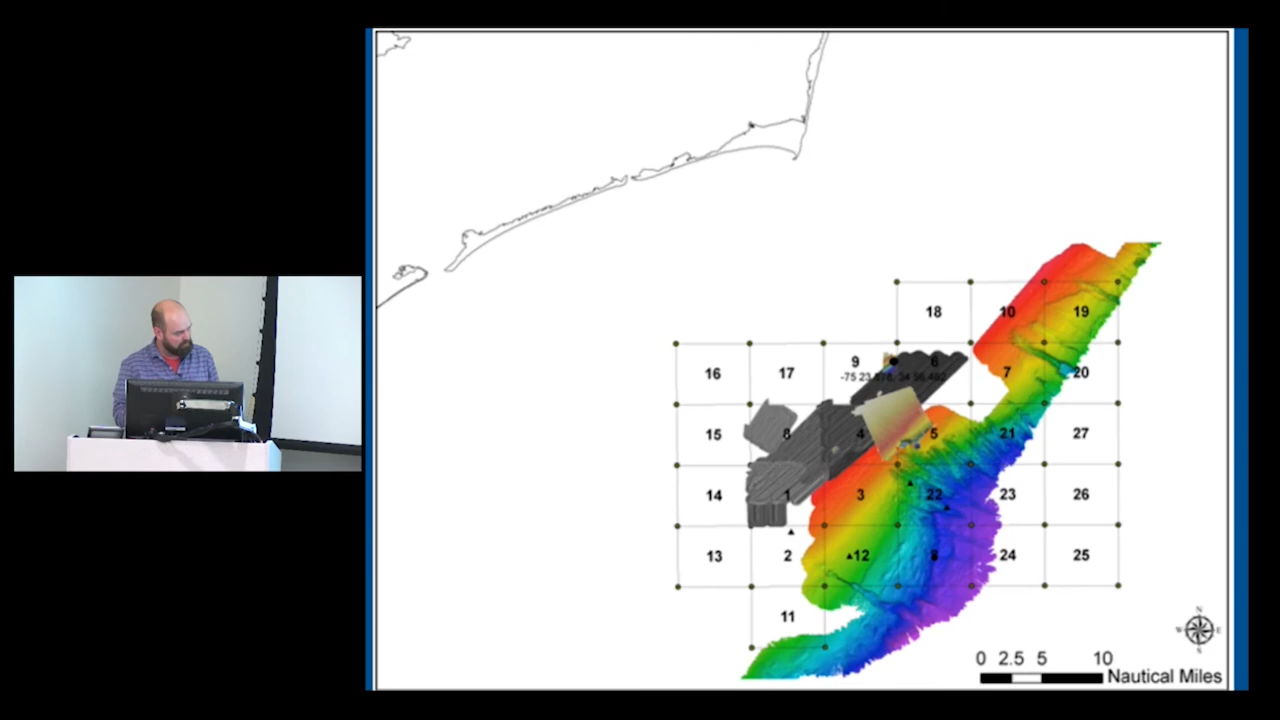 18 10 19
9 6
16 17 7 20
15 8 4 5 21 27
14 1 3 22 23 26
13 2 12 24 25
11
N
W E
S
0 2.5 5 10
Nautical Miles